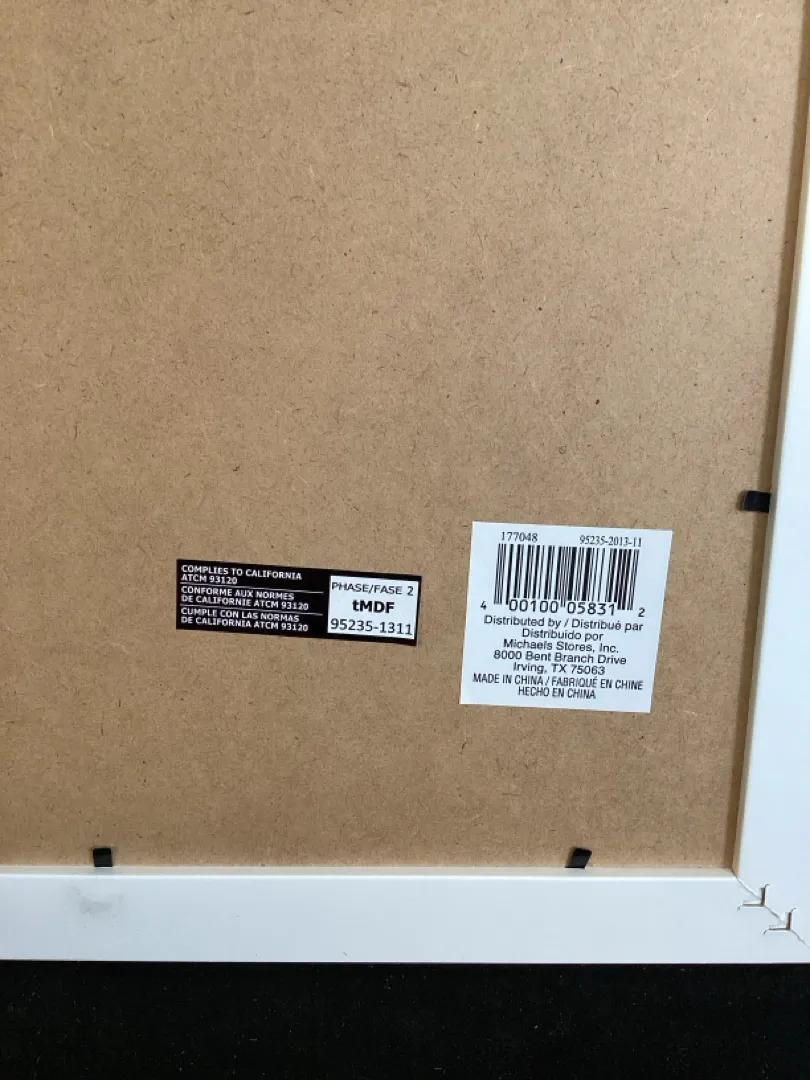 COMPLIES TO CALIFORNIA
ATCM 93120
CONFORME AUX NORMES
DE CALIFORNIE ATCM 93120
CUMPLE CON LAS NORMAS
DE CALIFORNIA ATCM 93120
PHASE/FASE 2
tMDF
95235-1311
177048 95235-2013-11
4 00100 05831 2
Distributed by / Distribué par
Distribuido por
Michaels Stores, Inc.
8000 Bent Branch Drive
Irving, TX 75063
MADE IN CHINA / FABRIQUÉ EN CHINE
HECHO EN CHINA